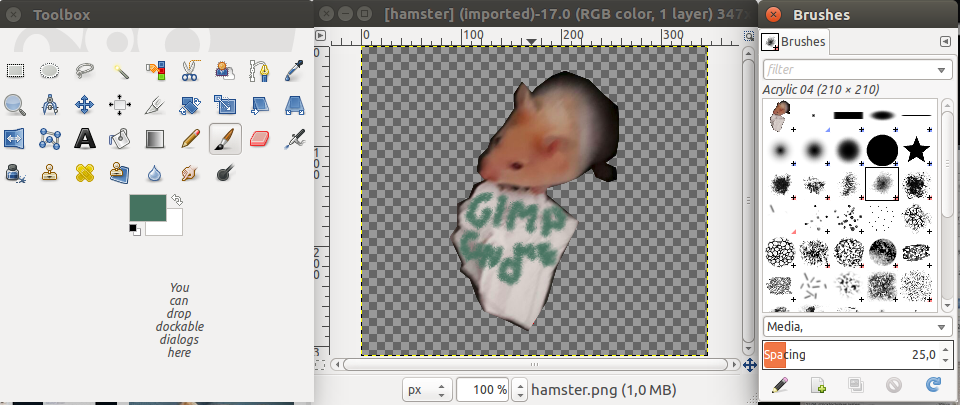 Toolbox
You
can
drop
dockable
dialogs
here
[hamster] (imported)-17.0 (RGB color, 1 layer) 347x
0
100
200
300
GIMP
px
100 %
hamster.png (1,0 MB)
Brushes
Brushes
filter
Acrylic 04 (210 × 210)
Media,
Spacing
25,0